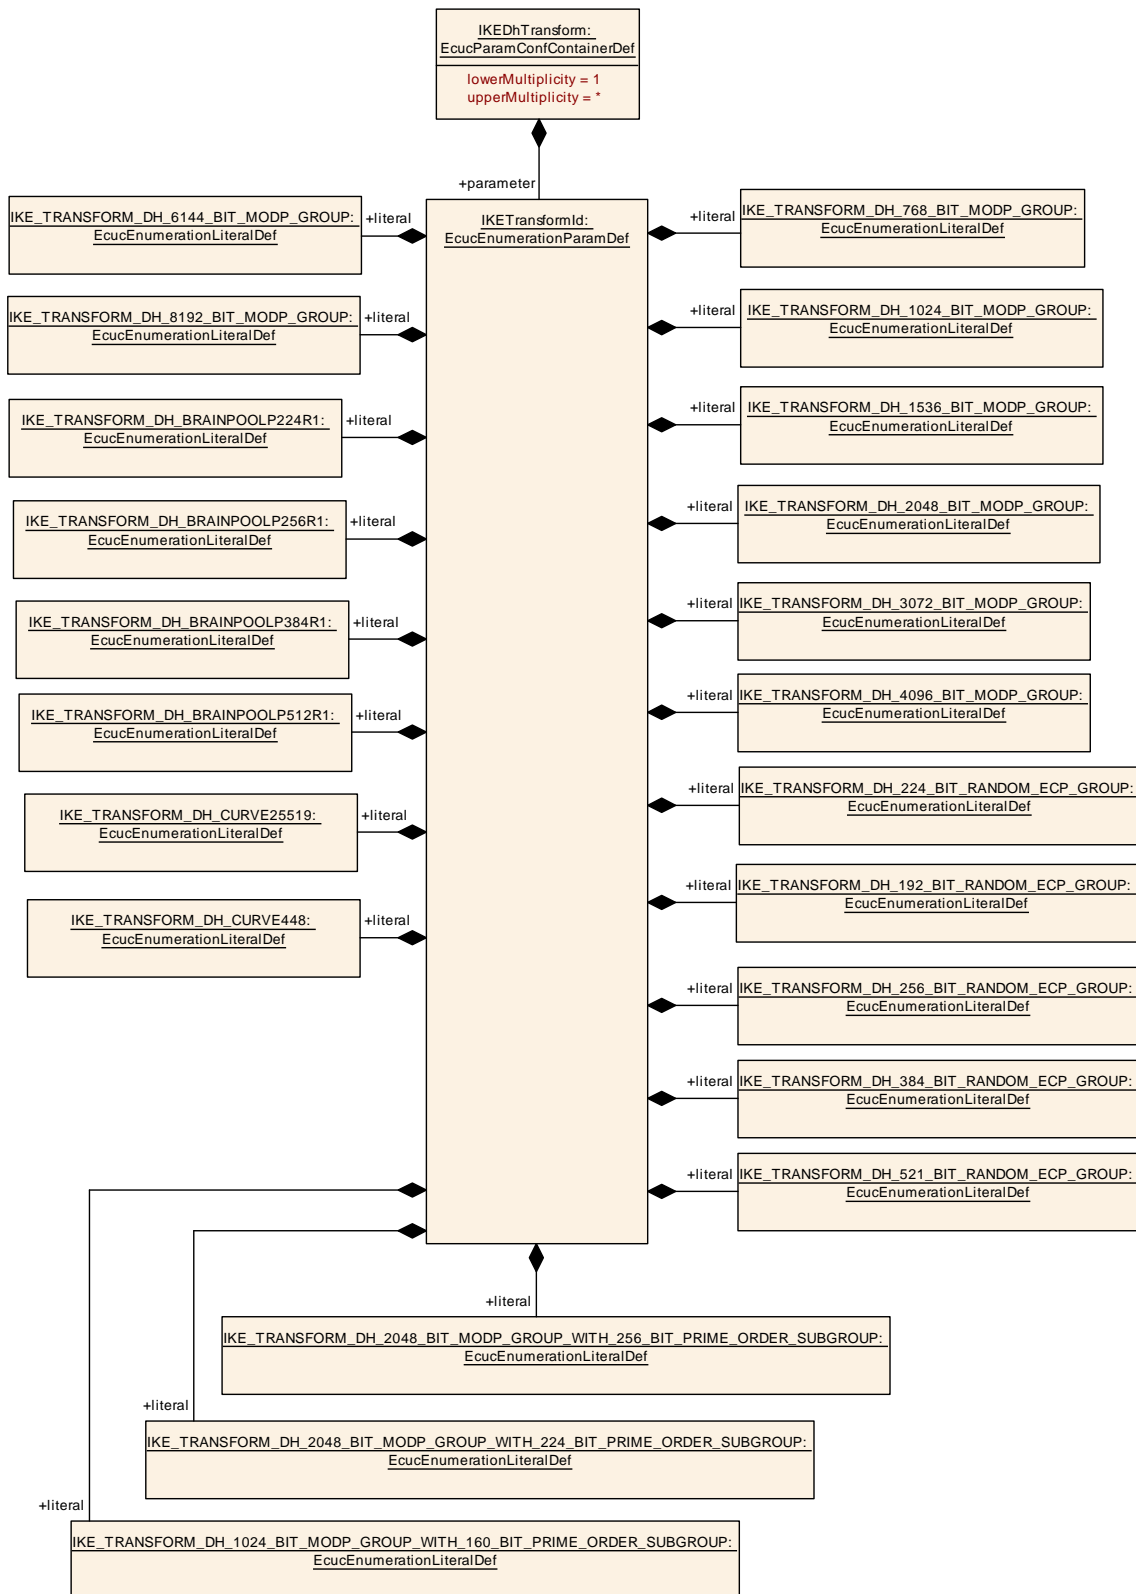 IKEDhTransform:
EcucParamConfContainerDef
lowerMultiplicity = 1
upperMultiplicity = *
+parameter
IKETransformId:
EcucEnumerationParamDef
IKE_TRANSFORM_DH_6144_BIT_MODP_GROUP:
EcucEnumerationLiteralDef
+literal
IKE_TRANSFORM_DH_8192_BIT_MODP_GROUP:
EcucEnumerationLiteralDef
+literal
IKE_TRANSFORM_DH_BRAINPOOLP224R1:
EcucEnumerationLiteralDef
+literal
IKE_TRANSFORM_DH_BRAINPOOLP256R1:
EcucEnumerationLiteralDef
+literal
IKE_TRANSFORM_DH_BRAINPOOLP384R1:
EcucEnumerationLiteralDef
+literal
IKE_TRANSFORM_DH_BRAINPOOLP512R1:
EcucEnumerationLiteralDef
+literal
IKE_TRANSFORM_DH_CURVE25519:
EcucEnumerationLiteralDef
+literal
IKE_TRANSFORM_DH_CURVE448:
EcucEnumerationLiteralDef
+literal
+literal
IKE_TRANSFORM_DH_768_BIT_MODP_GROUP:
EcucEnumerationLiteralDef
+literal
IKE_TRANSFORM_DH_1024_BIT_MODP_GROUP:
EcucEnumerationLiteralDef
+literal
IKE_TRANSFORM_DH_1536_BIT_MODP_GROUP:
EcucEnumerationLiteralDef
+literal
IKE_TRANSFORM_DH_2048_BIT_MODP_GROUP:
EcucEnumerationLiteralDef
+literal
IKE_TRANSFORM_DH_3072_BIT_MODP_GROUP:
EcucEnumerationLiteralDef
+literal
IKE_TRANSFORM_DH_4096_BIT_MODP_GROUP:
EcucEnumerationLiteralDef
+literal
IKE_TRANSFORM_DH_224_BIT_RANDOM_ECP_GROUP:
EcucEnumerationLiteralDef
+literal
IKE_TRANSFORM_DH_192_BIT_RANDOM_ECP_GROUP:
EcucEnumerationLiteralDef
+literal
IKE_TRANSFORM_DH_256_BIT_RANDOM_ECP_GROUP:
EcucEnumerationLiteralDef
+literal
IKE_TRANSFORM_DH_384_BIT_RANDOM_ECP_GROUP:
EcucEnumerationLiteralDef
+literal
IKE_TRANSFORM_DH_521_BIT_RANDOM_ECP_GROUP:
EcucEnumerationLiteralDef
+literal
IKE_TRANSFORM_DH_2048_BIT_MODP_GROUP_WITH_256_BIT_PRIME_ORDER_SUBGROUP:
EcucEnumerationLiteralDef
+literal
IKE_TRANSFORM_DH_2048_BIT_MODP_GROUP_WITH_224_BIT_PRIME_ORDER_SUBGROUP:
EcucEnumerationLiteralDef
+literal
IKE_TRANSFORM_DH_1024_BIT_MODP_GROUP_WITH_160_BIT_PRIME_ORDER_SUBGROUP:
EcucEnumerationLiteralDef